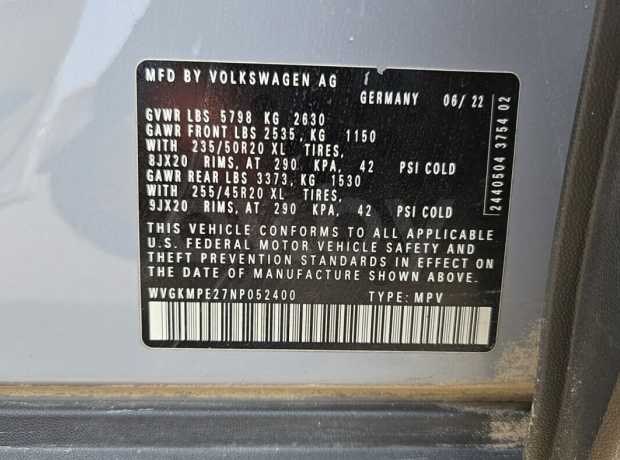 MFD BY VOLKSWAGEN AG
GERMANY 06/ 22
GVWR LBS 5798 KG 2630
GAWR FRONT LBS 2535, KG 1150
WITH 235/50R20 XL TIRES,
8JX20 RIMS, AT 290 KPA, 42 PSI COLD
GAWR REAR LBS 3373, KG 1530
WITH 255/45R20 XL TIRES,
9JX20 RIMS, AT 290 KPA, 42 PSI COLD
THIS VEHICLE CONFORMS TO ALL APPLICABLE
U.S. FEDERAL MOTOR VEHICLE SAFETY AND
THEFT PREVENTION STANDARDS IN EFFECT ON
THE DATE OF MANUFACTURE SHOWN ABOVE.
WVGKMPE27NP052400 TYPE: MPV
2440504 3754 02